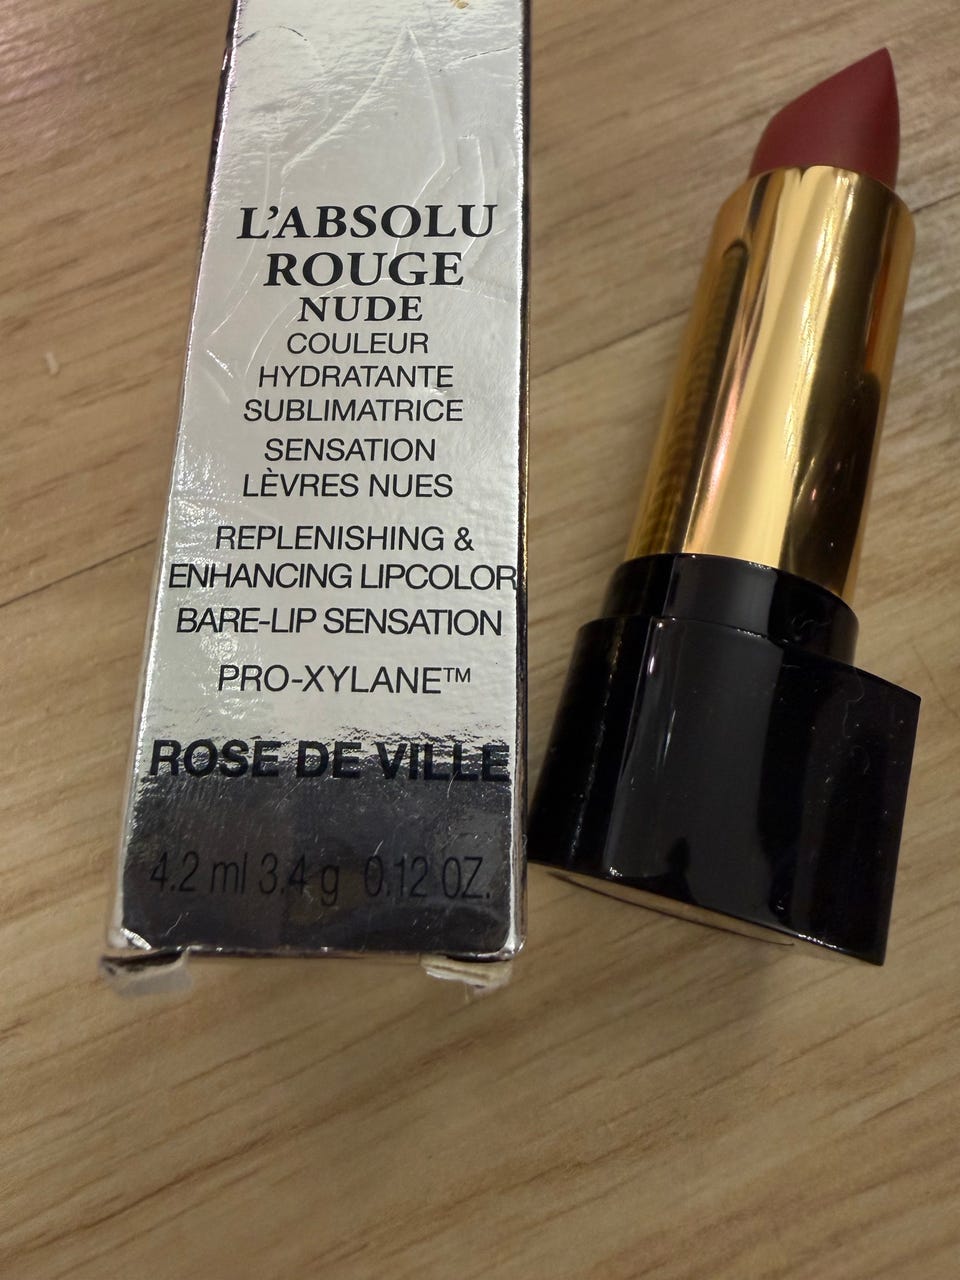 L'ABSOLU
ROUGE
NUDE
COULEUR
HYDRATANTE
SUBLIMATRICE
SENSATION
LÈVRES NUES
REPLENISHING &
ENHANCING LIPCOLOR
BARE-LIP SENSATION
PRO-XYLANE™
ROSE DE VILLE
4.2 ml 3.4 g 0.12 OZ.